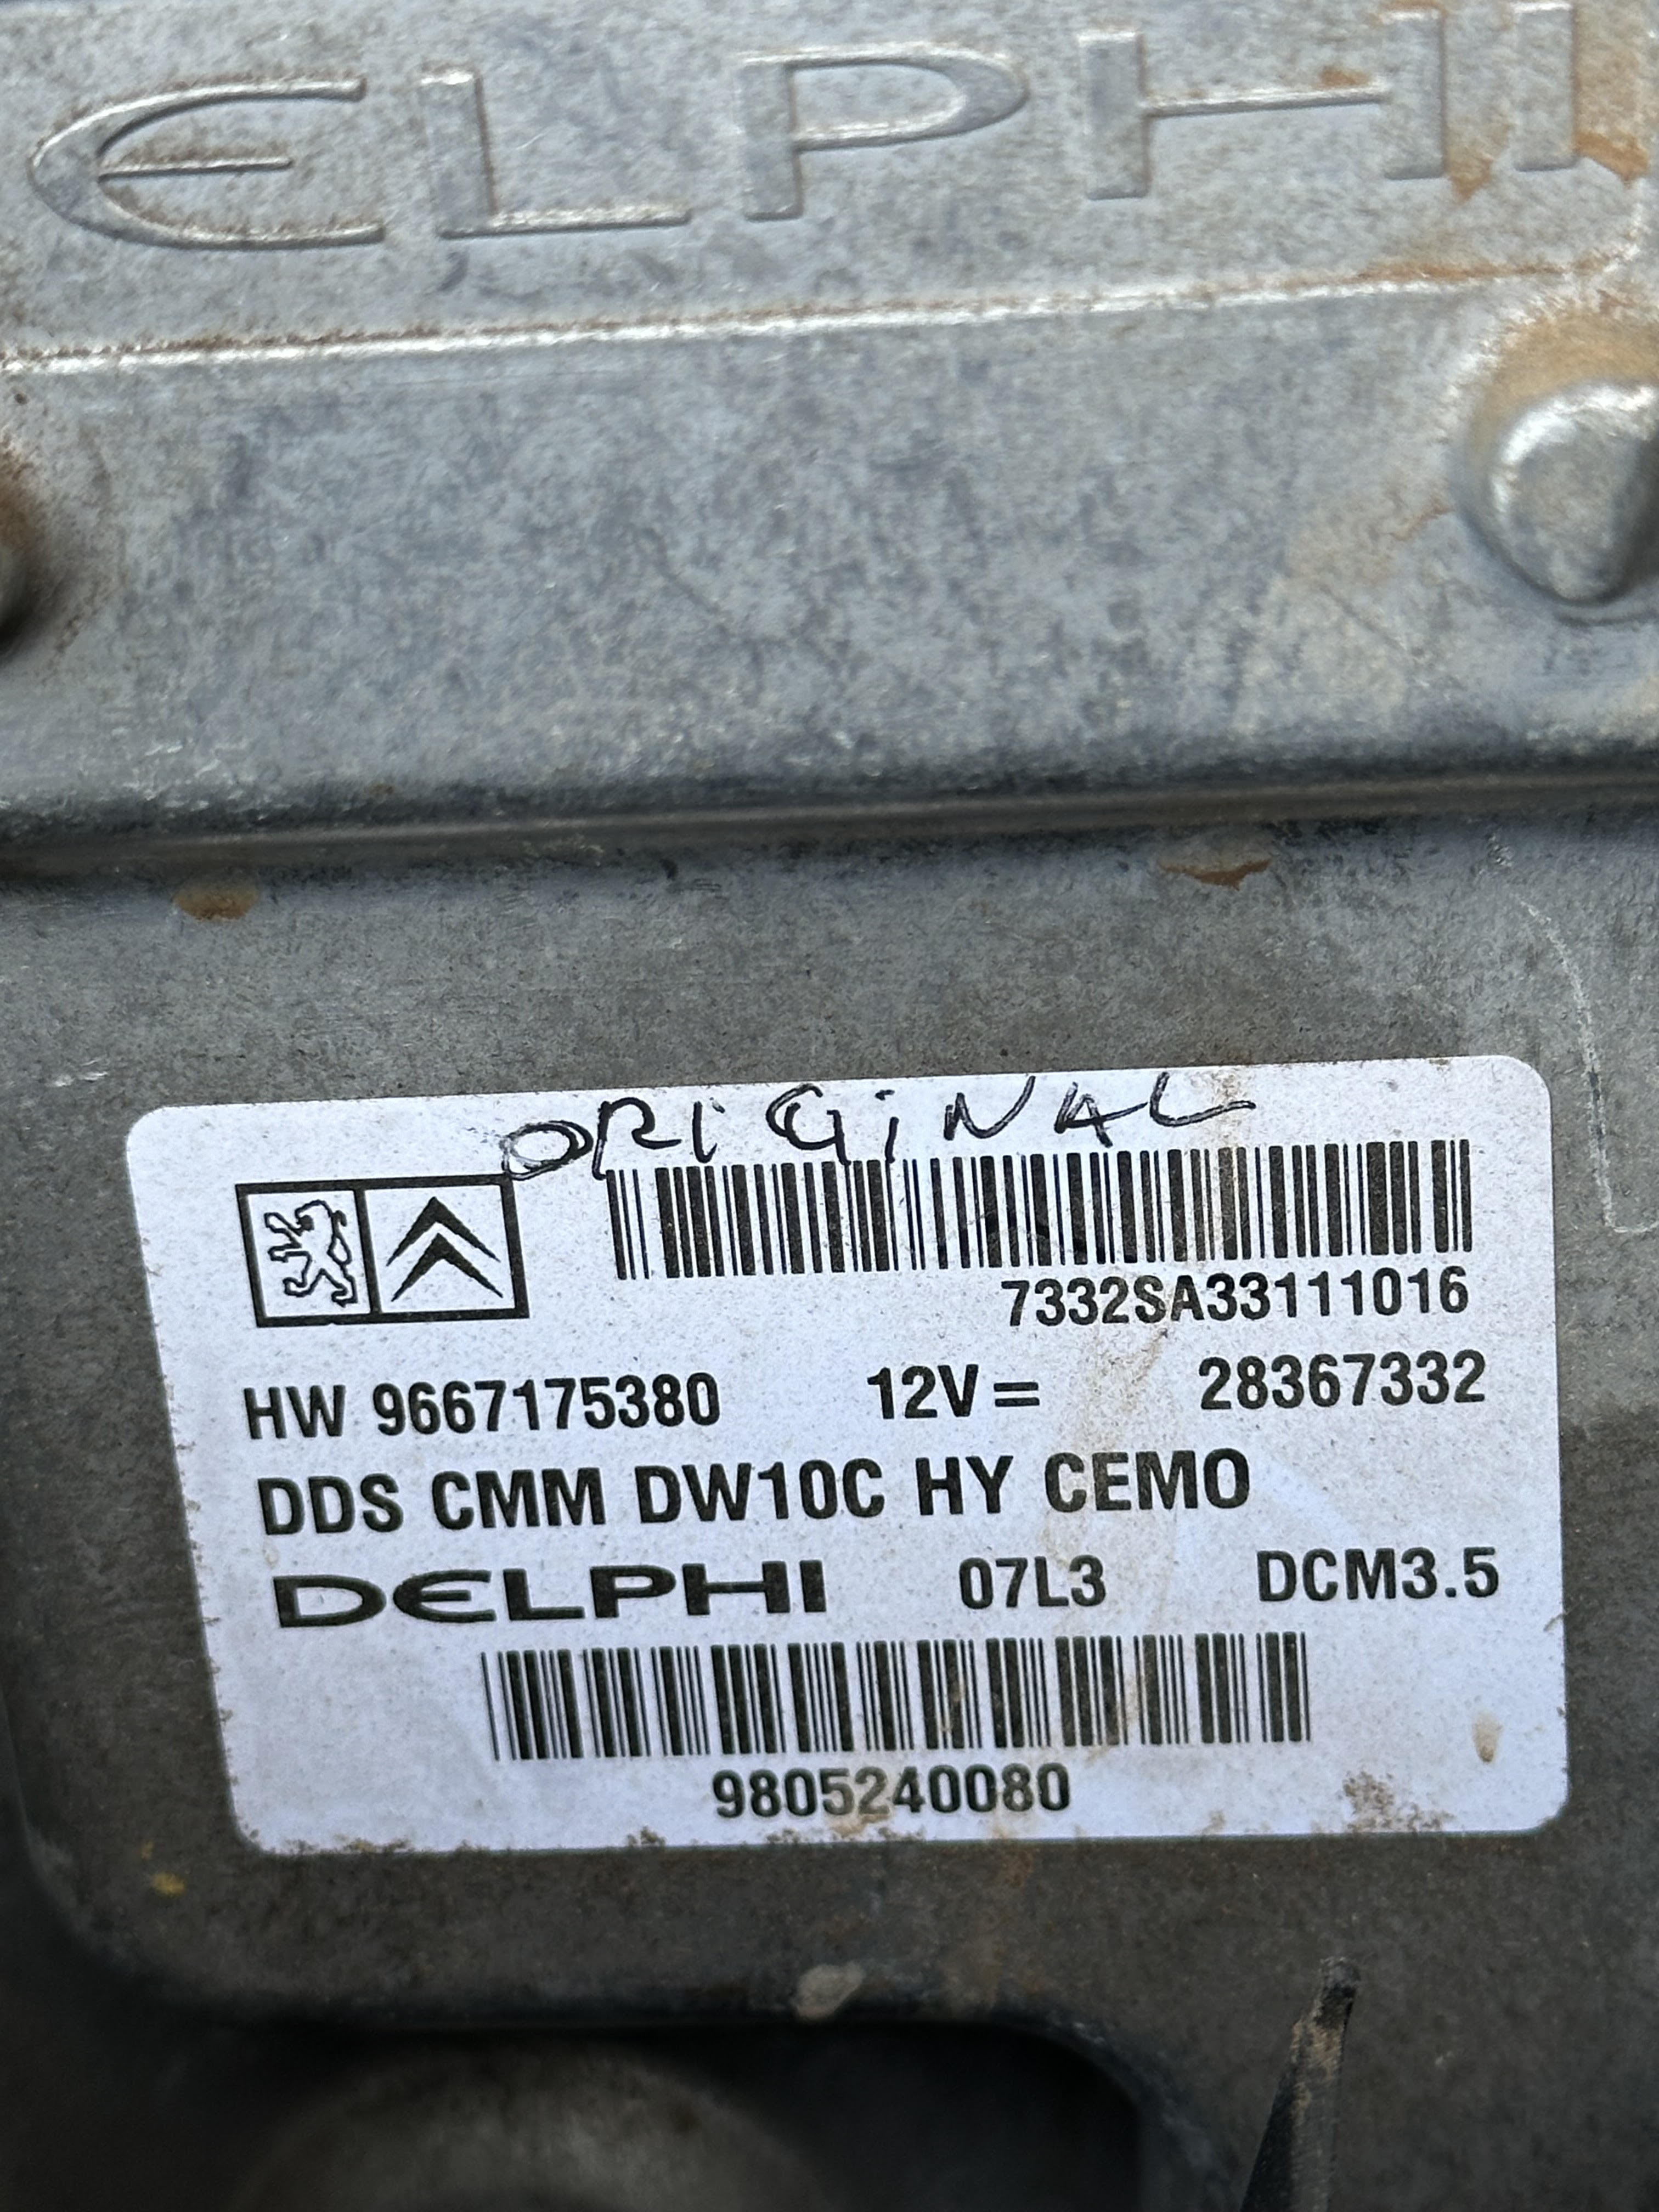 ELPHI
ORiGiNAL
7332SA33111016
HW 9667175380 12V= 28367332
DDS CMM DW10C HY CEMO
DELPHI 07L3 DCM3.5
9805240080